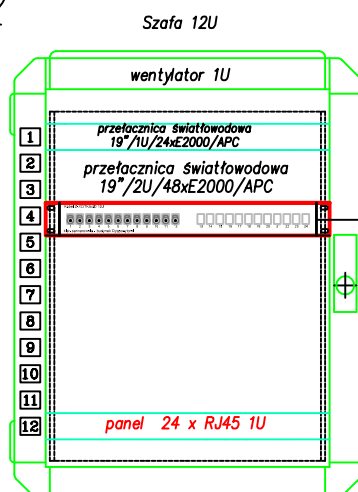 Szafa 12U
wentylator 1U
1
przełacznica światłowodowa
19"/1U/24xE2000/APC
2
przełacznica światłowodowa
3
19"/2U/48xE2000/APC
4
5
6
7
8
9
10
11
12
panel 24 x RJ45 1U